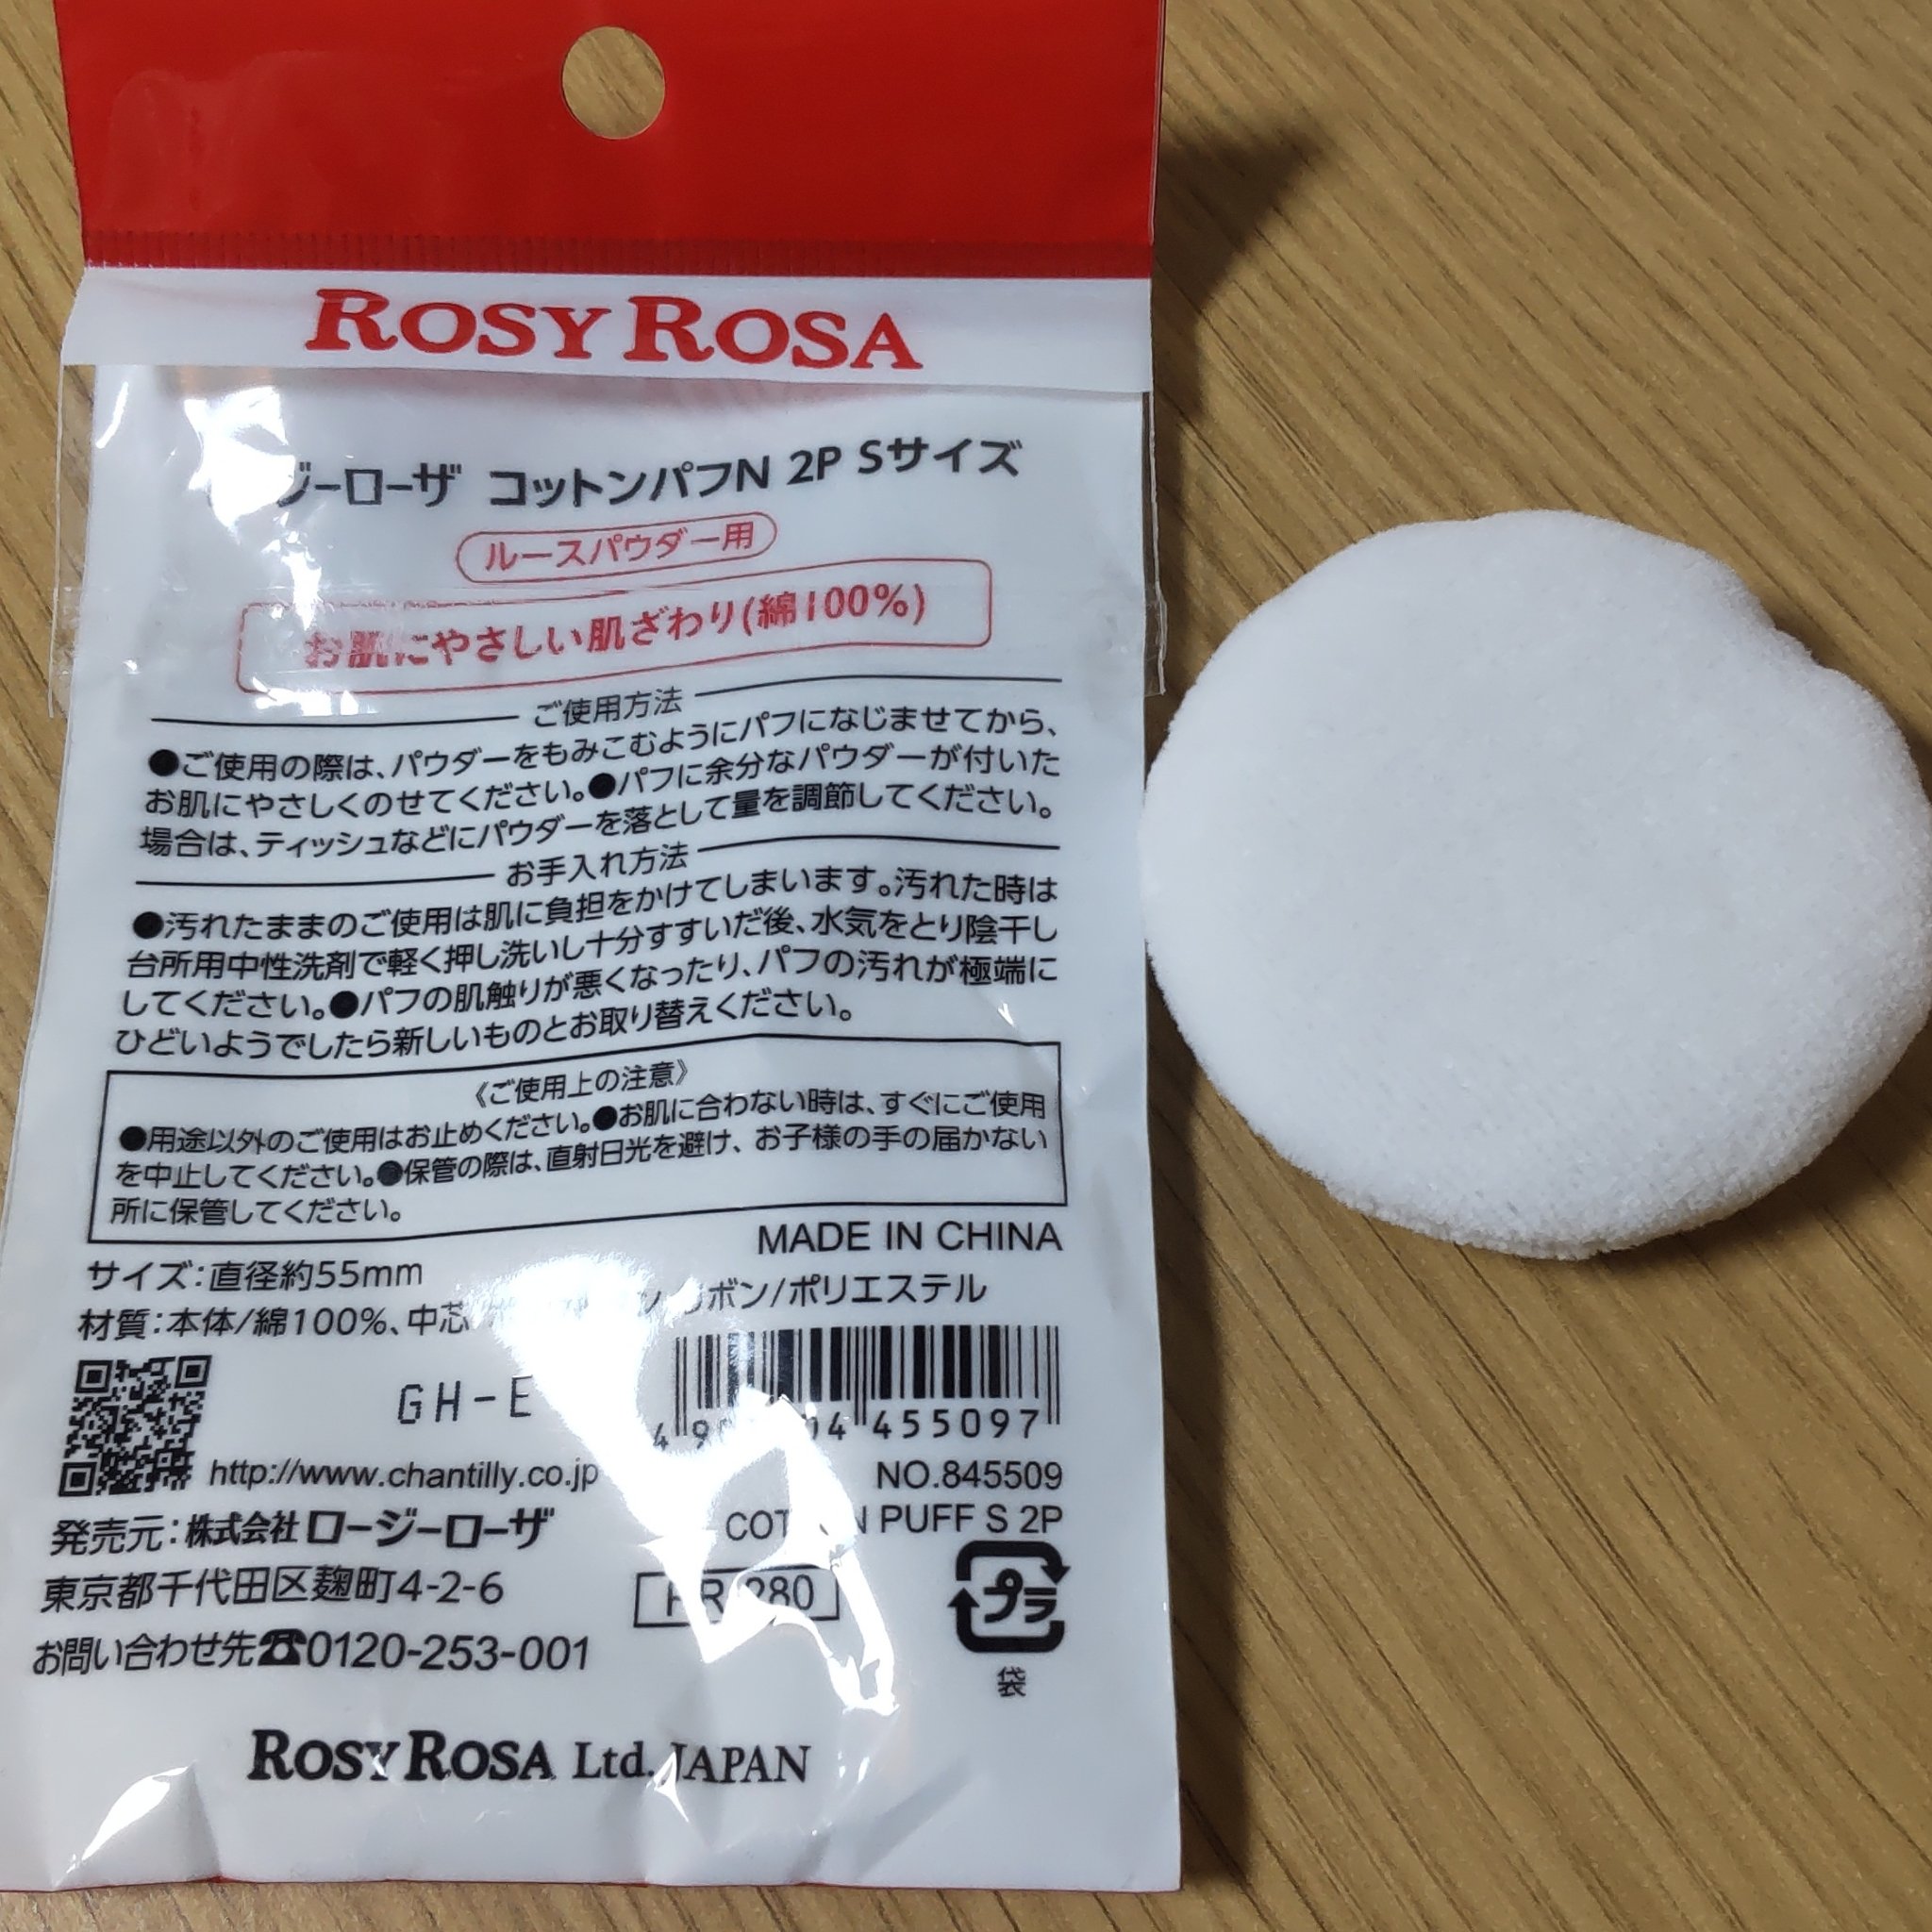 ROSY ROSA
ジーローザ コットンパフN 2P Sサイズ
ルースパウダー用
お肌にやさしい肌ざわり(綿100%)
ご使用方法
●ご使用の際は、パウダーをもみこむようにパフになじませてから、
お肌にやさしくのせてください。●パフに余分なパウダーが付いた
場合は、ティッシュなどにパウダーを落として量を調節してください。
お手入れ方法
●汚れたままのご使用は肌に負担をかけてしまいます。汚れた時は
台所用中性洗剤で軽く押し洗いし十分すすいだ後、水気をとり陰干し
してください。●パフの肌触りが悪くなったり、パフの汚れが極端に
ひどいようでしたら新しいものとお取り替えください。
《ご使用上の注意》
●用途以外のご使用はお止めください。●お肌に合わない時は、すぐにご使用
を中止してください。●保管の際は、直射日光を避け、お子様の手の届かない
所に保管してください。
MADE IN CHINA
サイズ:直径約55mm
材質:本体/綿100%、中芯 リボン/ポリエステル
GH-E
455097
http://www.chantilly.co.jp
NO.845509
PUFF S 2P
発売元:株式会社ロージーローザ
東京都千代田区麹町4-2-6
お問い合わせ先☎0120-253-001
プラ
袋
ROSY ROSA Ltd. JAPAN